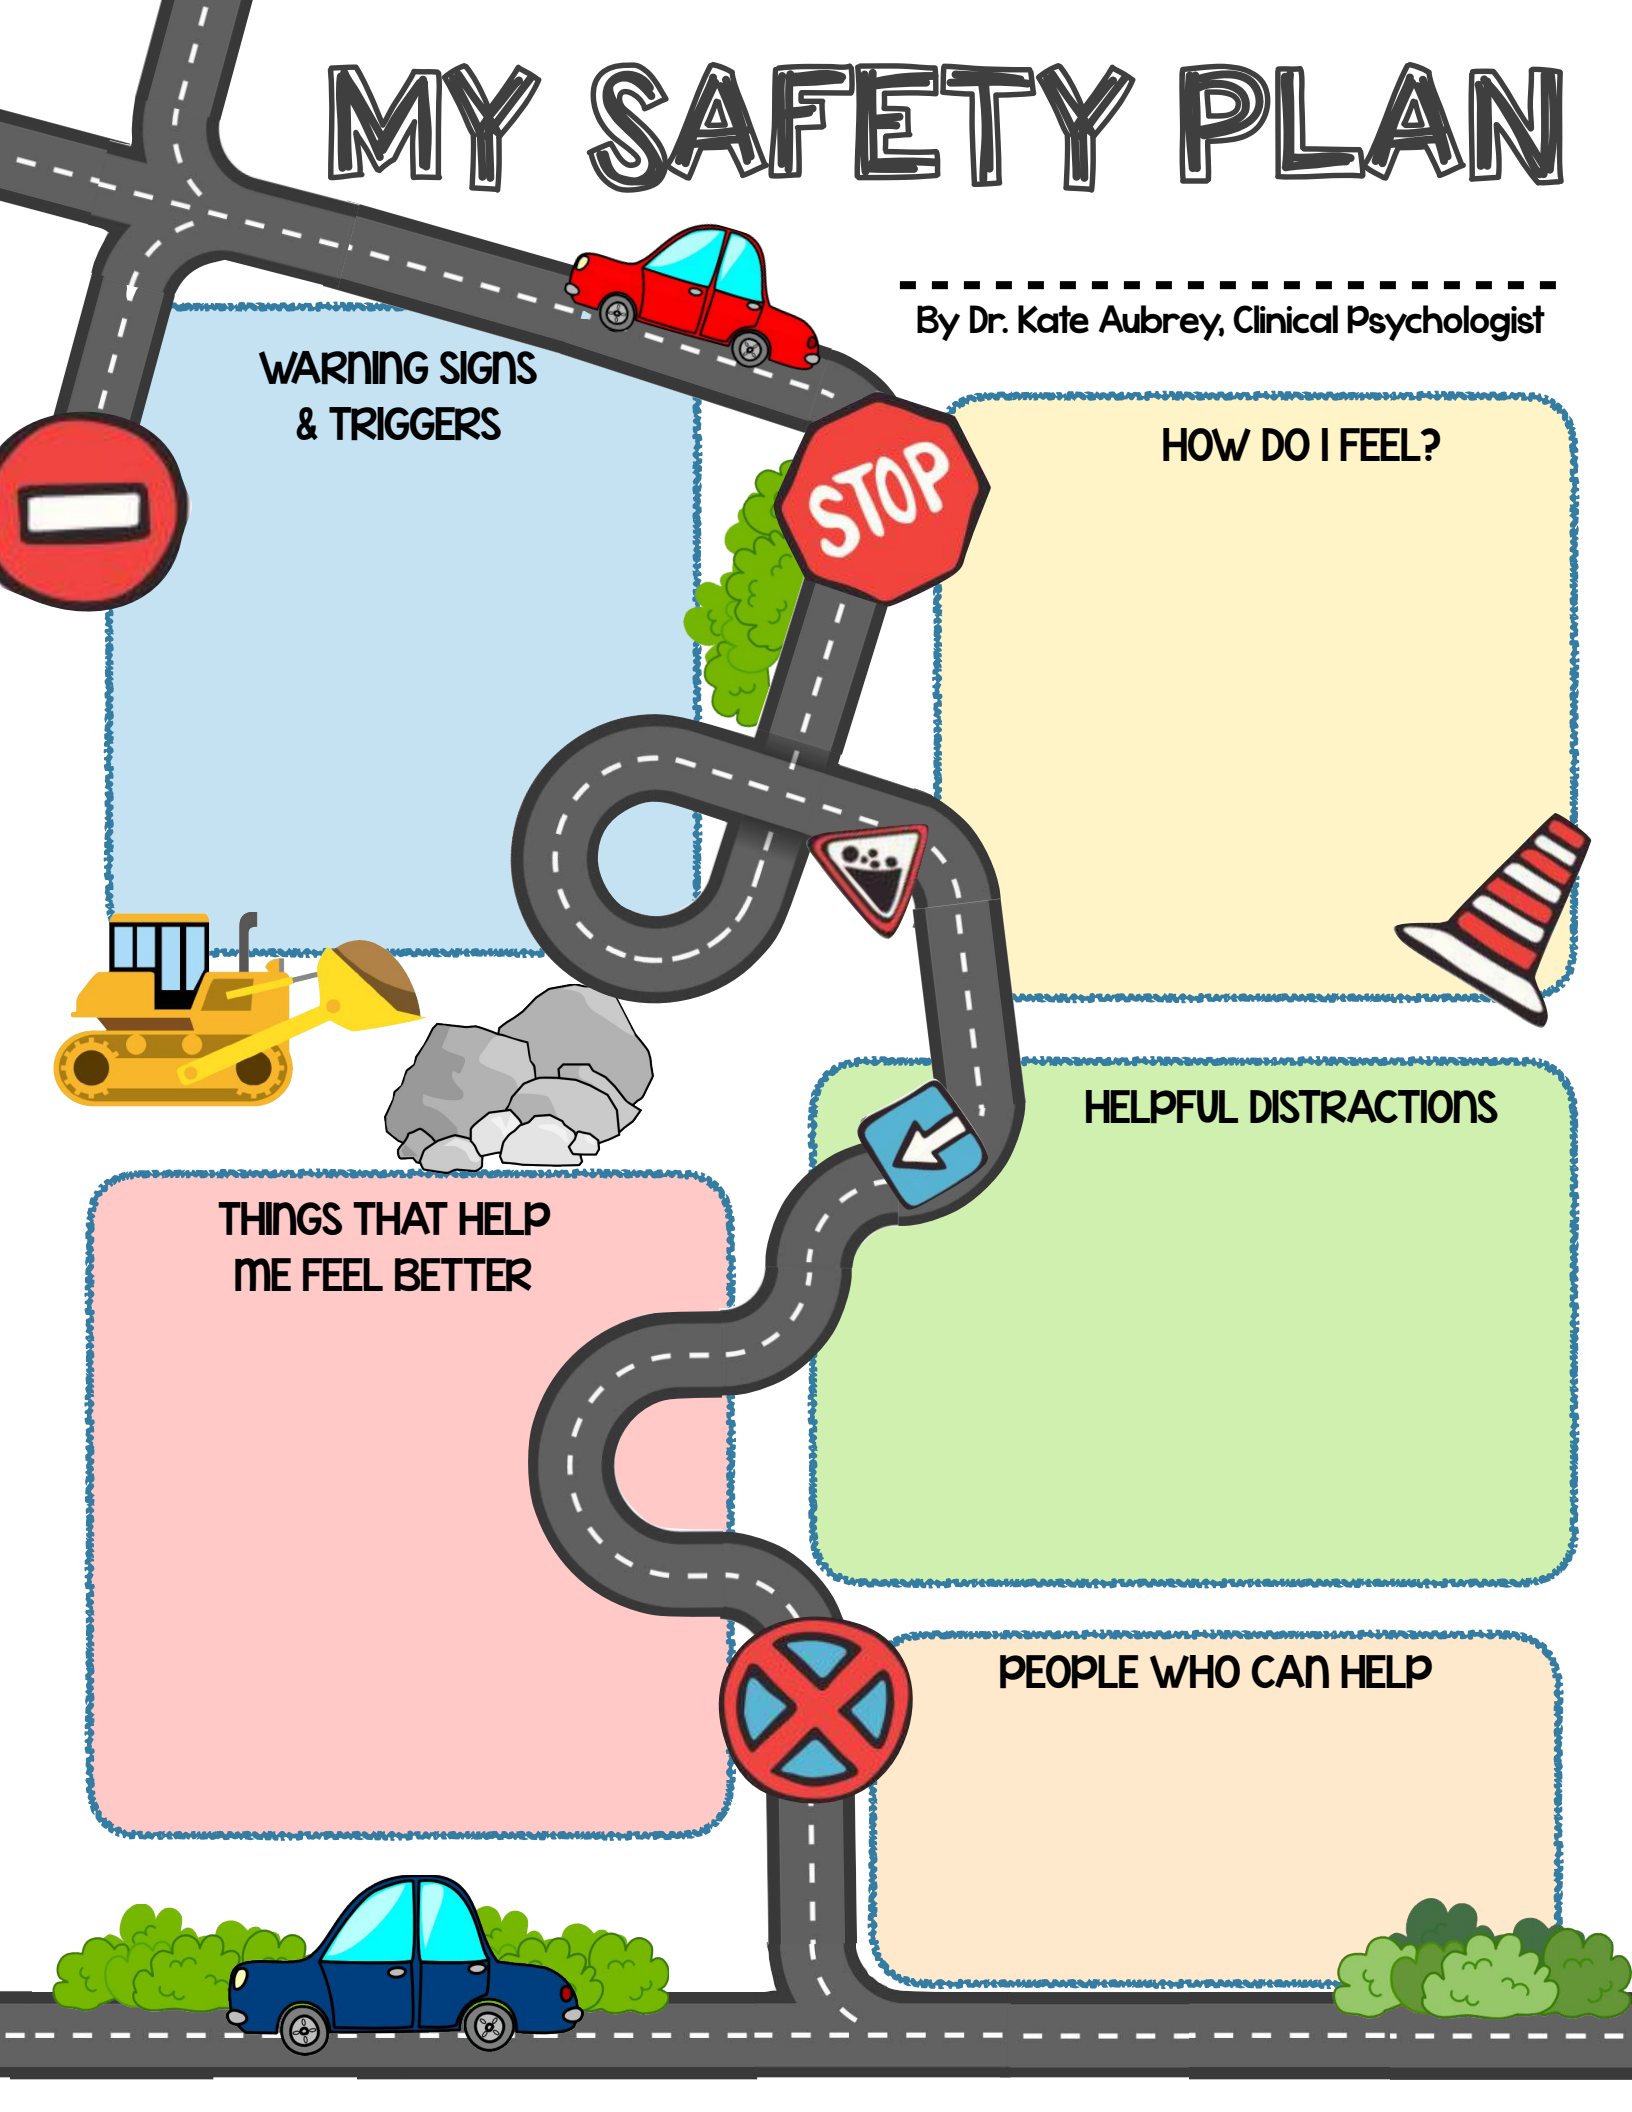 MY SAFETY PLAN
By Dr. Kate Aubrey, Clinical Psychologist
WARNING SIGNS
& TRIGGERS
STOP
HOW DO I FEEL?
HELPFUL DISTRACTIONS
THINGS THAT HELP
ME FEEL BETTER
PEOPLE WHO CAN HELP